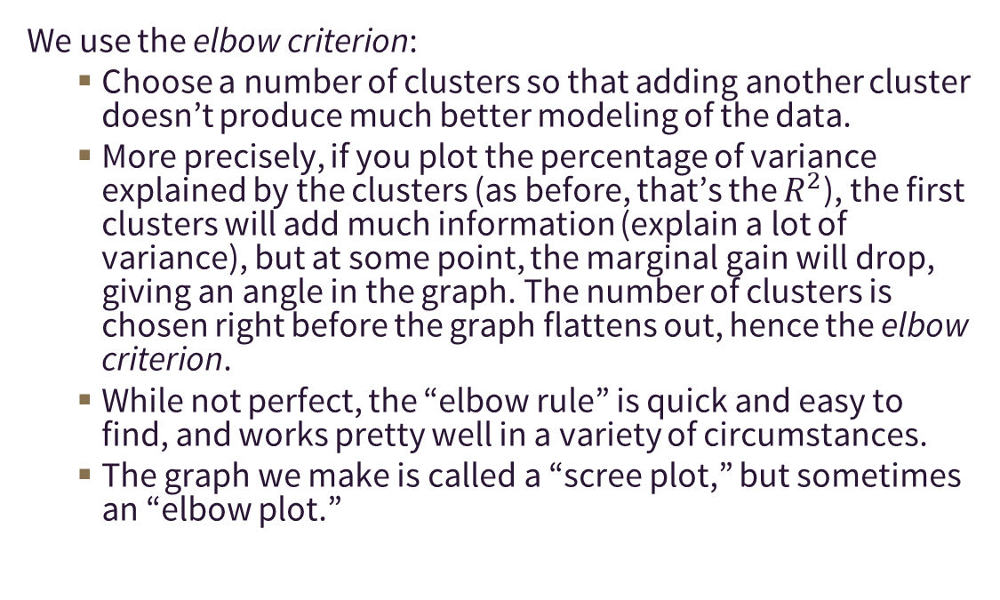 We use the elbow criterion:
▪ Choose a number of clusters so that adding another cluster
doesn’t produce much better modeling of the data.
▪ More precisely, if you plot the percentage of variance
explained by the clusters (as before, that’s the R²), the first
clusters will add much information (explain a lot of
variance), but at some point, the marginal gain will drop,
giving an angle in the graph. The number of clusters is
chosen right before the graph flattens out, hence the elbow
criterion.
▪ While not perfect, the “elbow rule” is quick and easy to
find, and works pretty well in a variety of circumstances.
▪ The graph we make is called a “scree plot,” but sometimes
an “elbow plot.”